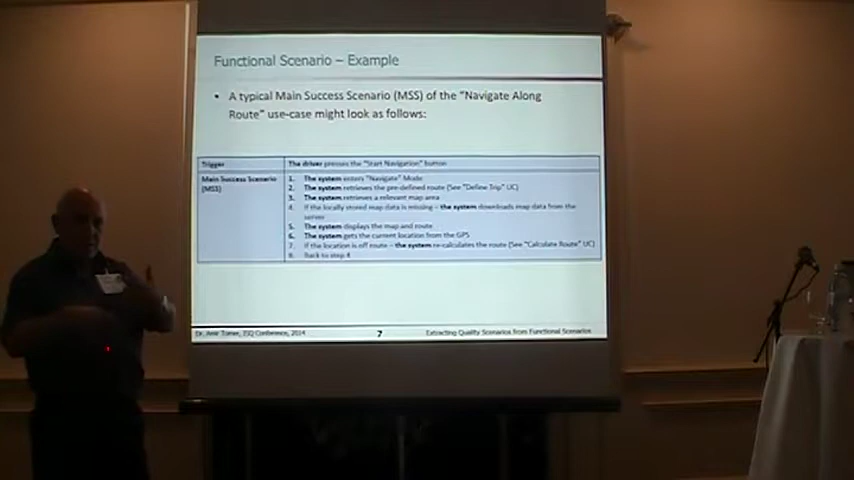 Functional Scenario – Example
• A typical Main Success Scenario (MSS) of the "Navigate Along
Route" use-case might look as follows:
Trigger
The driver presses the "Start Navigation" button
Main Success Scenario
(MSS)
1. The system enters "Navigate" Mode
2. The system retrieves the pre-defined route (See "Define Trip" UC)
3. The system retrieves a relevant map area
4. If the locally stored map data is missing – the system downloads map data from the
server
5. The system displays the map and route
6. The system gets the current location from the GPS
7. If the location is off route – the system re-calculates the route (See "Calculate Route" UC)
8. Back to step
Dr. Amir Tomer, Conference, 2014
7
Extracting Quality Scenarios from Functional Scenarios